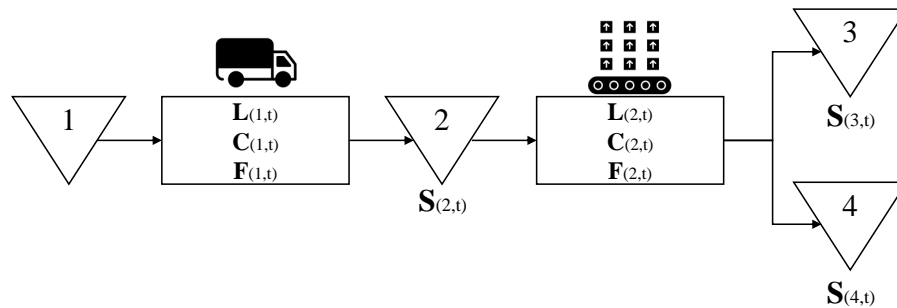 1
L(1,t)
C(1,t)
F(1,t)
2
S(2,t)
L(2,t)
C(2,t)
F(2,t)
3
S(3,t)
4
S(4,t)